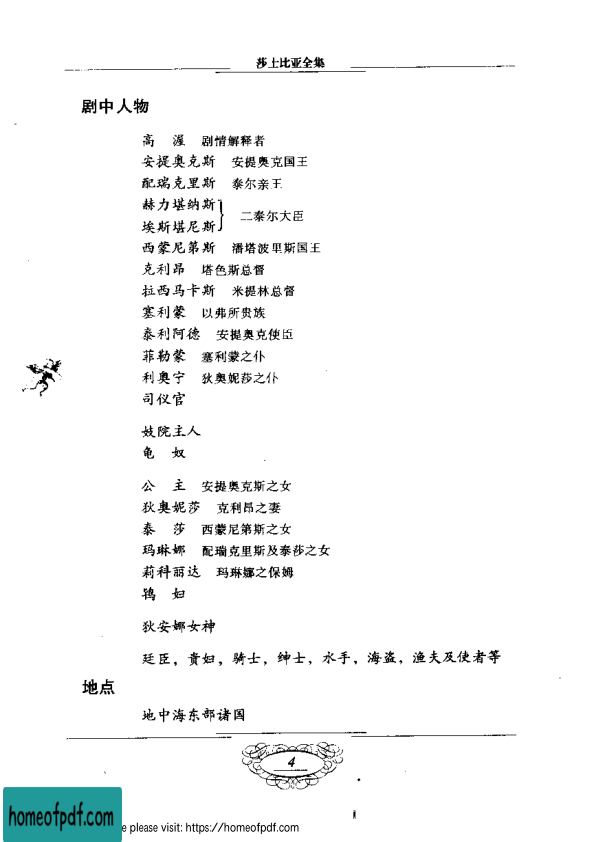 莎士比亚全集
剧中人物
高 渥 剧情解释者
安提奥克斯 安提奥克国王
配瑞克里斯 泰尔亲王
赫力堪纳斯
埃斯堪尼斯
二泰尔大臣
西蒙尼第斯 潘塔波里斯国王
克利昂 塔色斯总督
拉西马卡斯 米提林总督
塞利蒙 以弗所贵族
泰利阿德 安提奥克使臣
菲勒蒙 塞利蒙之仆
利奥宁 狄奥妮莎之仆
司仪官
妓院主人
龟 奴
公 主 安提奥克斯之女
狄奥妮莎 克利昂之妻
泰 莎 西蒙尼第斯之女
玛琳娜 配瑞克里斯及泰莎之女
莉科丽达 玛琳娜之保姆
鸨 妇
狄安娜女神
廷臣，贵妇，骑士，绅士，水手，海盗，渔夫及使者等
地点
地中海东部诸国
4
homeofpdf.com
e please visit: https://homeofpdf.com